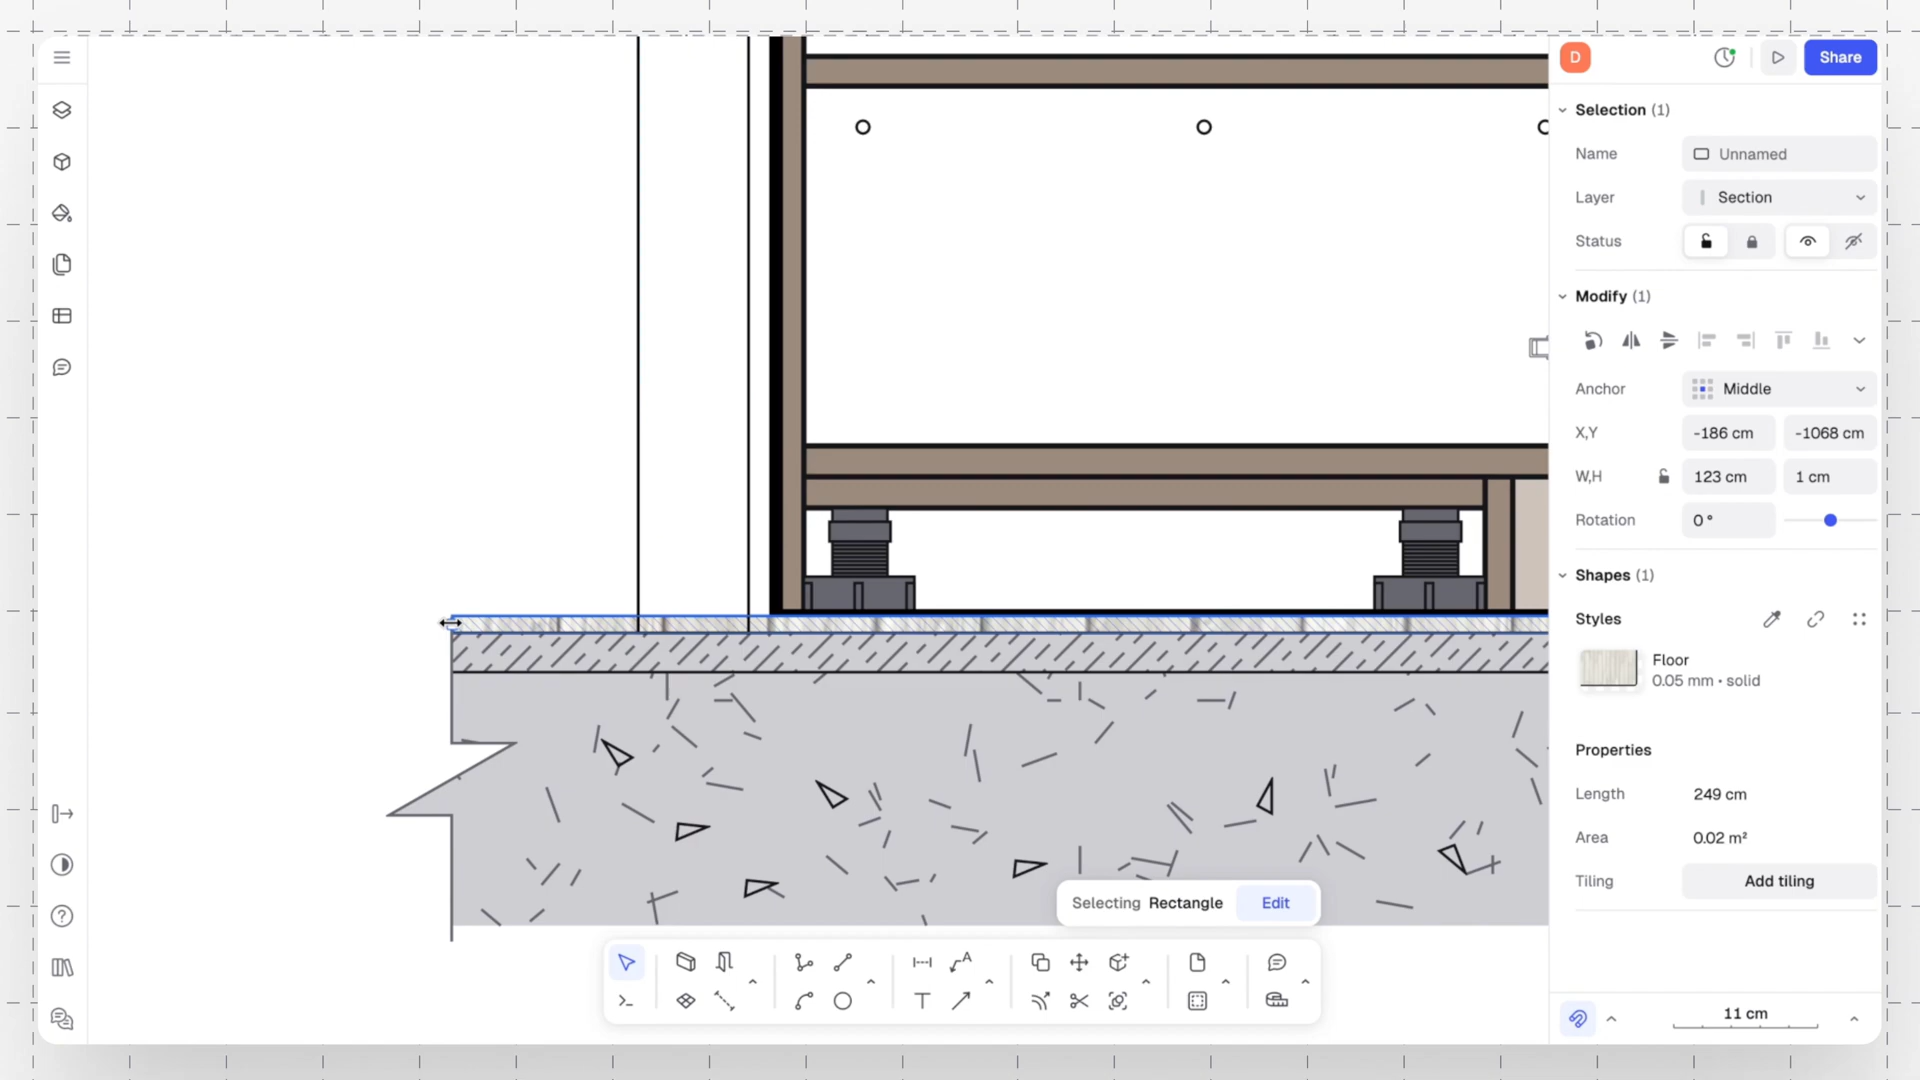 D
Share
Selection (1)
Name
Unnamed
Layer
Section
Status
Modify (1)
Anchor
Middle
X,Y
-186 cm
-1068 cm
W,H
123 cm
1 cm
Rotation
0 °
Shapes (1)
Styles
Floor
0.05 mm • solid
Properties
Length
249 cm
Area
0.02 m²
Tiling
Add tiling
Selecting Rectangle
Edit
11 cm